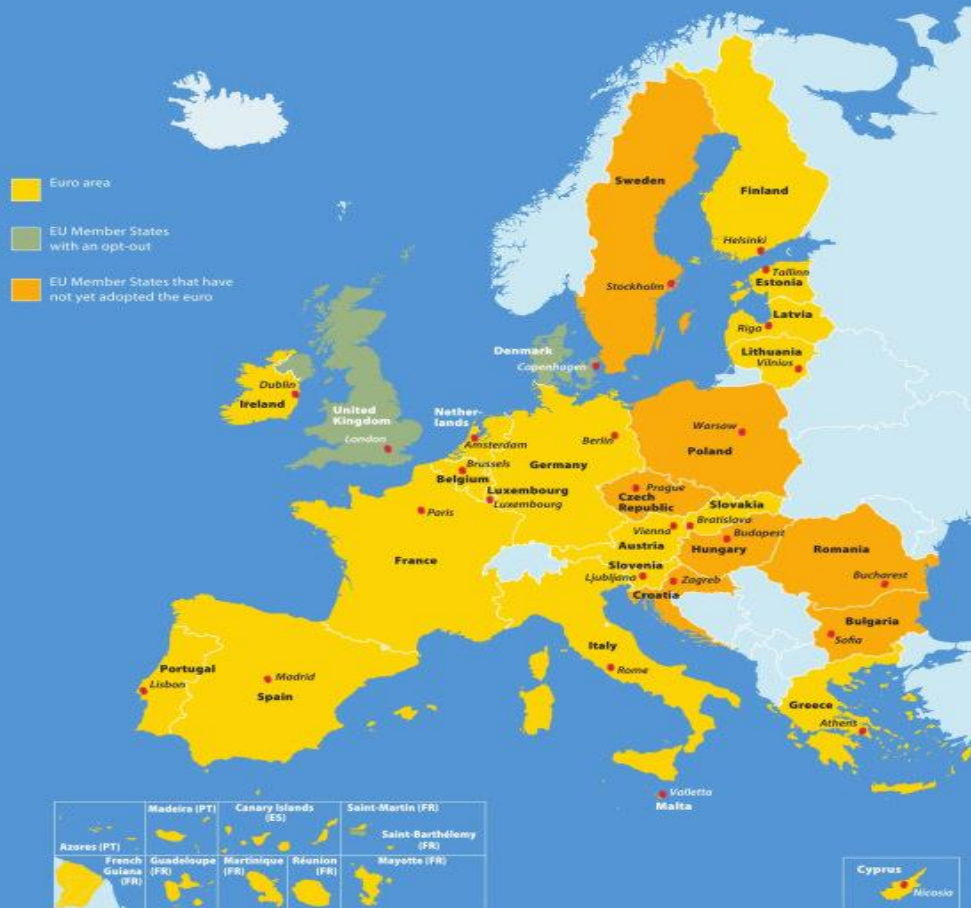 Euro area
EU Member States
with an opt-out
EU Member States that have
not yet adopted the euro
Sweden
Finland
Helsinki
Stockholm
Tallinn
Estonia
Latvia
Riga
Lithuania
Vilnius
Denmark
Copenhagen
Dublin
Ireland
United
Kingdom
London
Nether-
lands
Amsterdam
Berlin
Warsaw
Poland
Brussels
Belgium
Germany
Luxembourg
Luxembourg
Prague
Czech
Republic
Slovakia
Paris
Vienna
Bratislava
Budapest
Austria
Hungary
Romania
France
Slovenia
Ljubljana
Zagreb
Croatia
Bucharest
Bulgaria
Sofia
Italy
Rome
Portugal
Lisbon
Madrid
Spain
Greece
Athens
Valletta
Malta
Azores (PT)
Madeira (PT)
Canary Islands
(ES)
Saint-Martin (FR)
Saint-Barthélemy
(FR)
French
Guiana
(FR)
Guadeloupe
(FR)
Martinique
(FR)
Réunion
(FR)
Mayotte (FR)
Cyprus
Nicosia